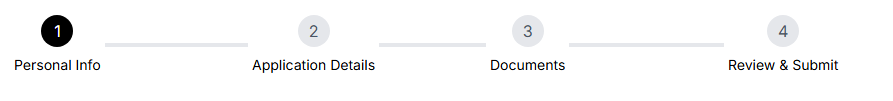 1 2 3 4
Personal Info Application Details Documents Review & Submit